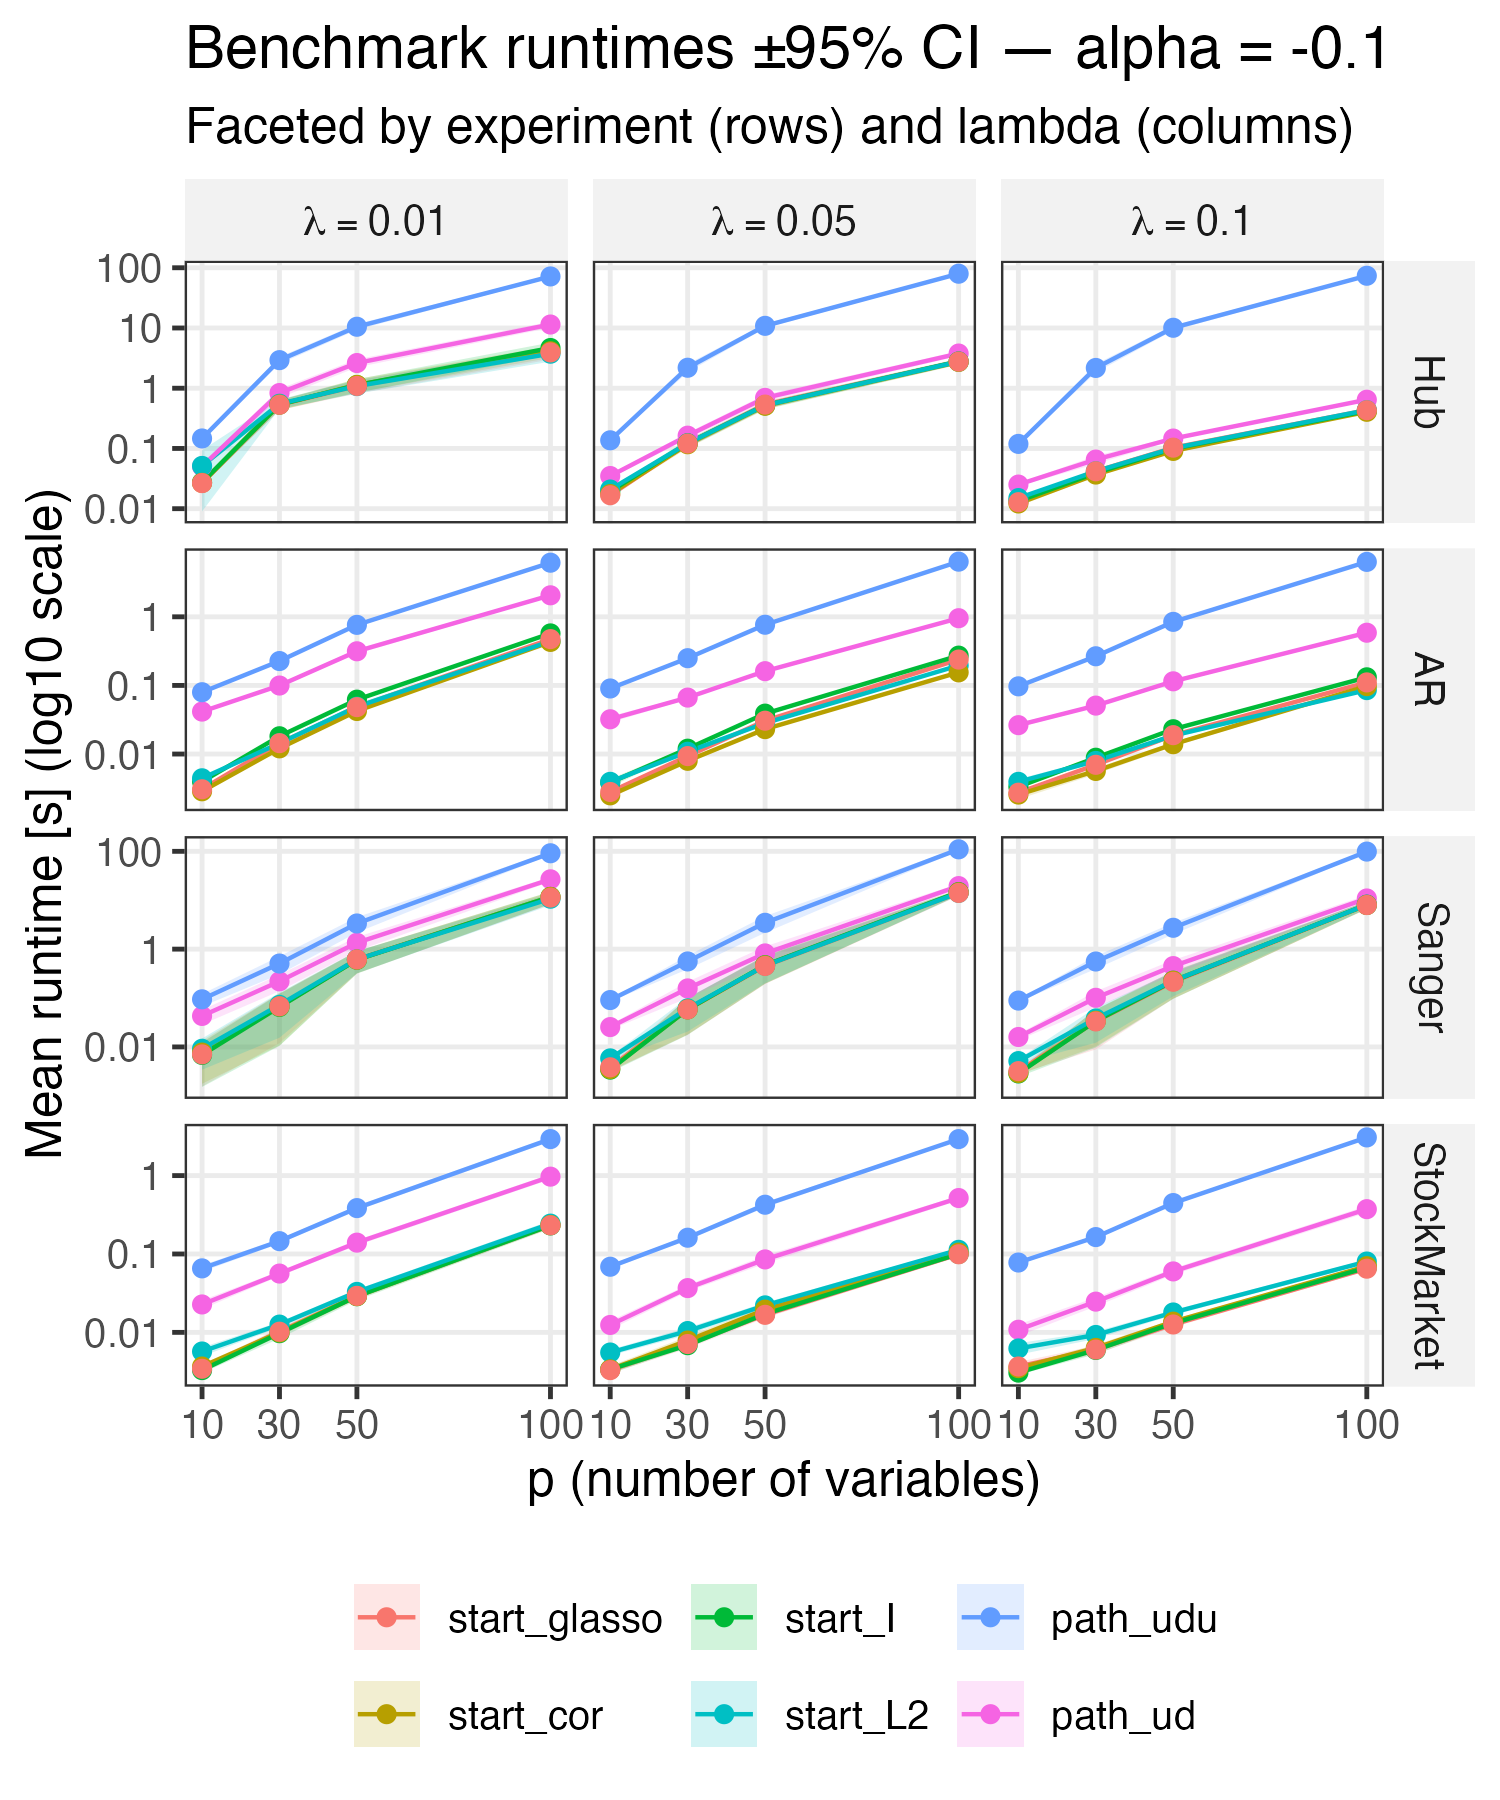 Benchmark runtimes ±95% CI — alpha = -0.1
Faceted by experiment (rows) and lambda (columns)
λ = 0.01
λ = 0.05
λ = 0.1
100
10
1
0.1
0.01
Hub
1
0.1
0.01
AR
100
1
0.01
Sanger
1
0.1
0.01
StockMarket
Mean runtime [s] (log10 scale)
10 30 50 100
10 30 50 100
10 30 50 100
p (number of variables)
start_glasso
start_I
path_udu
start_cor
start_L2
path_ud